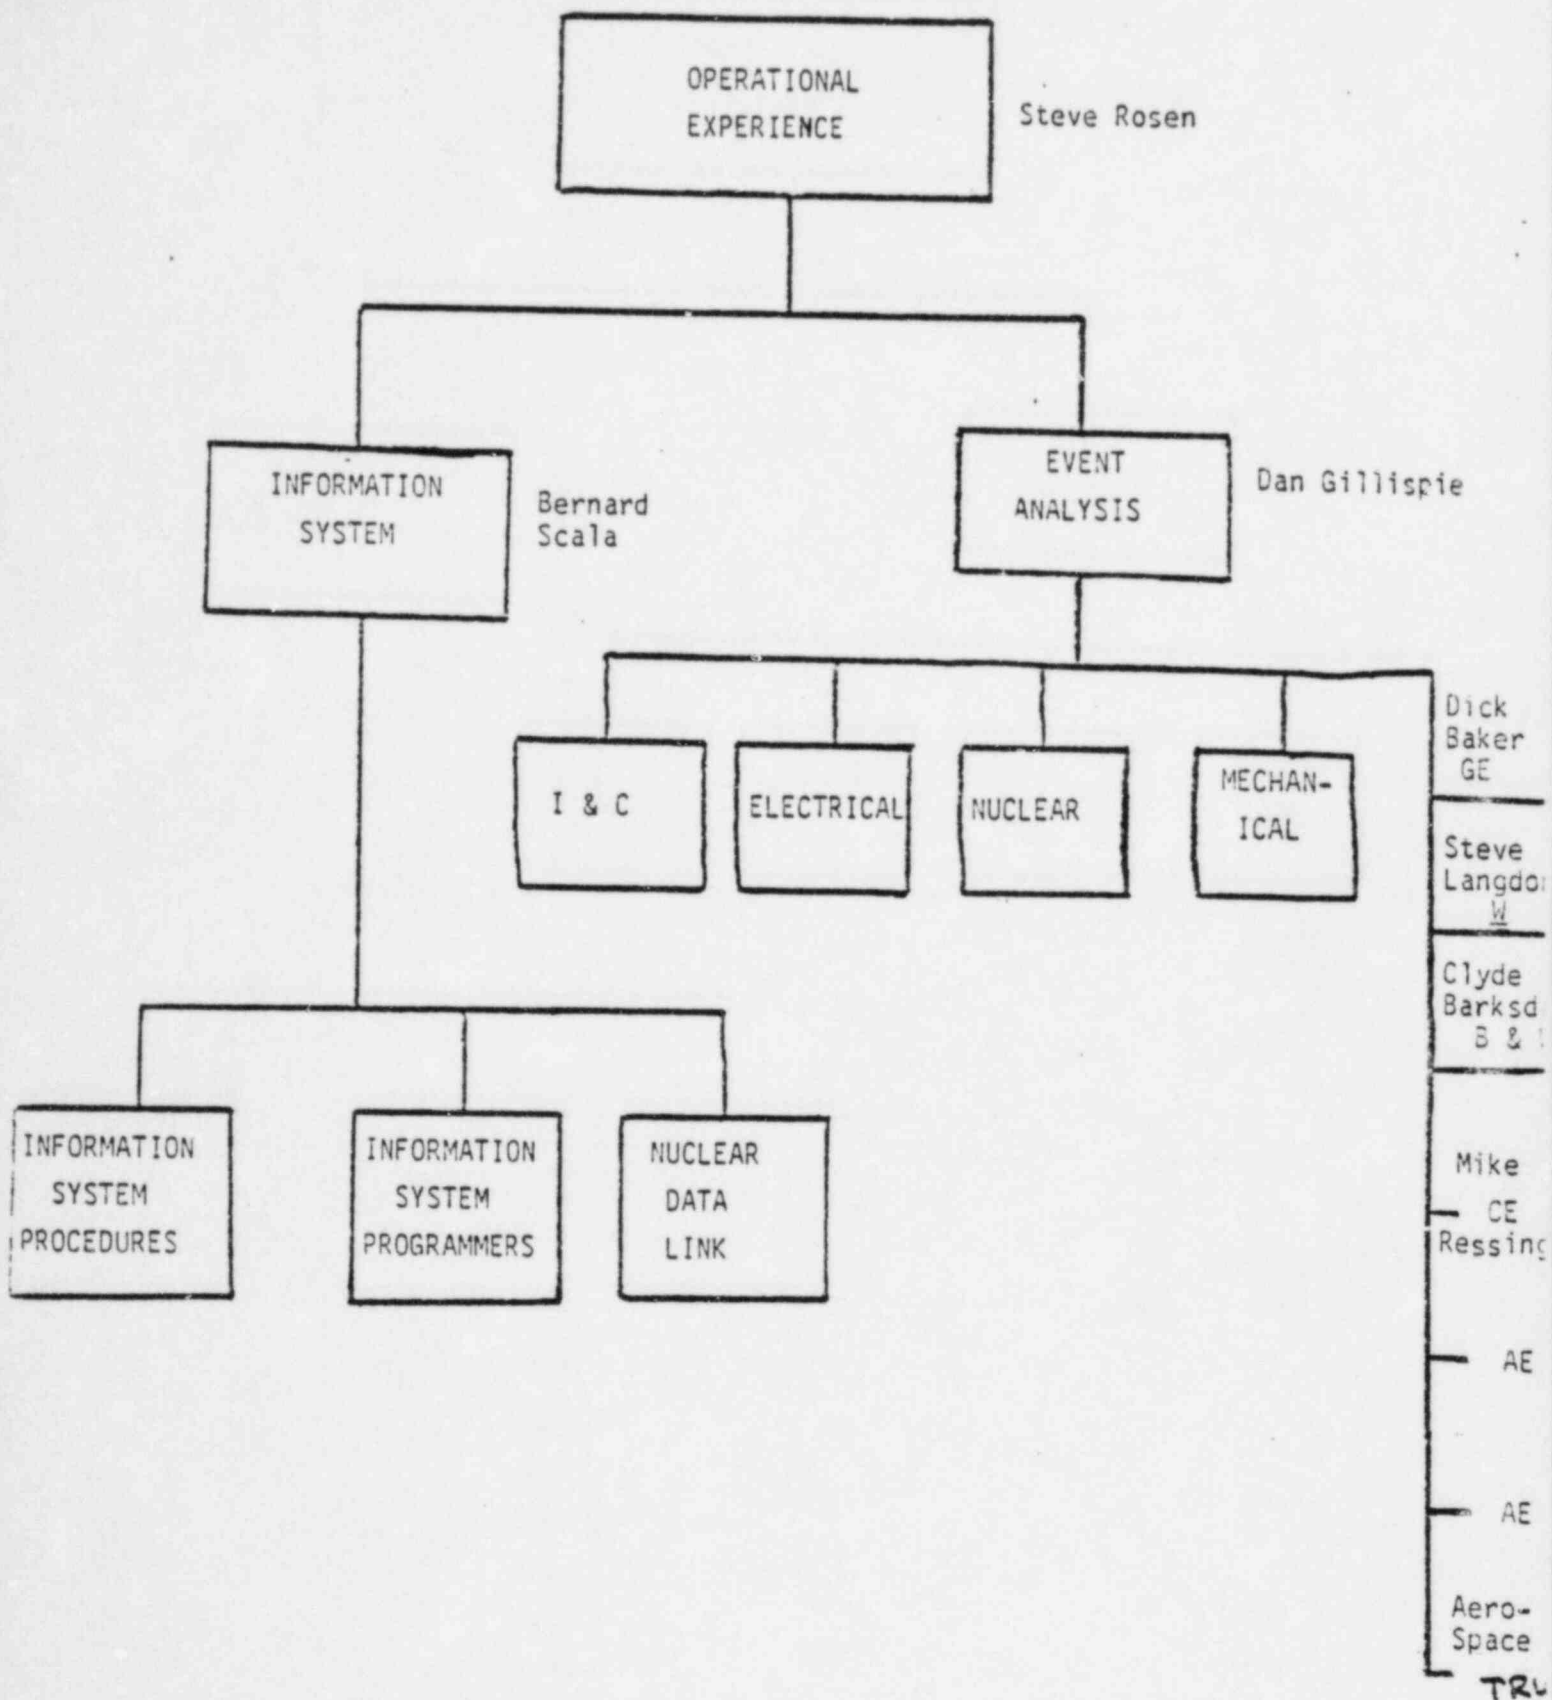 OPERATIONAL
EXPERIENCE
Steve Rosen
INFORMATION
SYSTEM
Bernard
Scala
EVENT
ANALYSIS
Dan Gillispie
I & C
ELECTRICAL
NUCLEAR
MECHAN-
ICAL
Dick
Baker
GE
Steve
W
Clyde
B &
Mike
CE
AE
AE
Aero-
Space
INFORMATION
SYSTEM
PROCEDURES
INFORMATION
SYSTEM
PROGRAMMERS
NUCLEAR
DATA
LINK